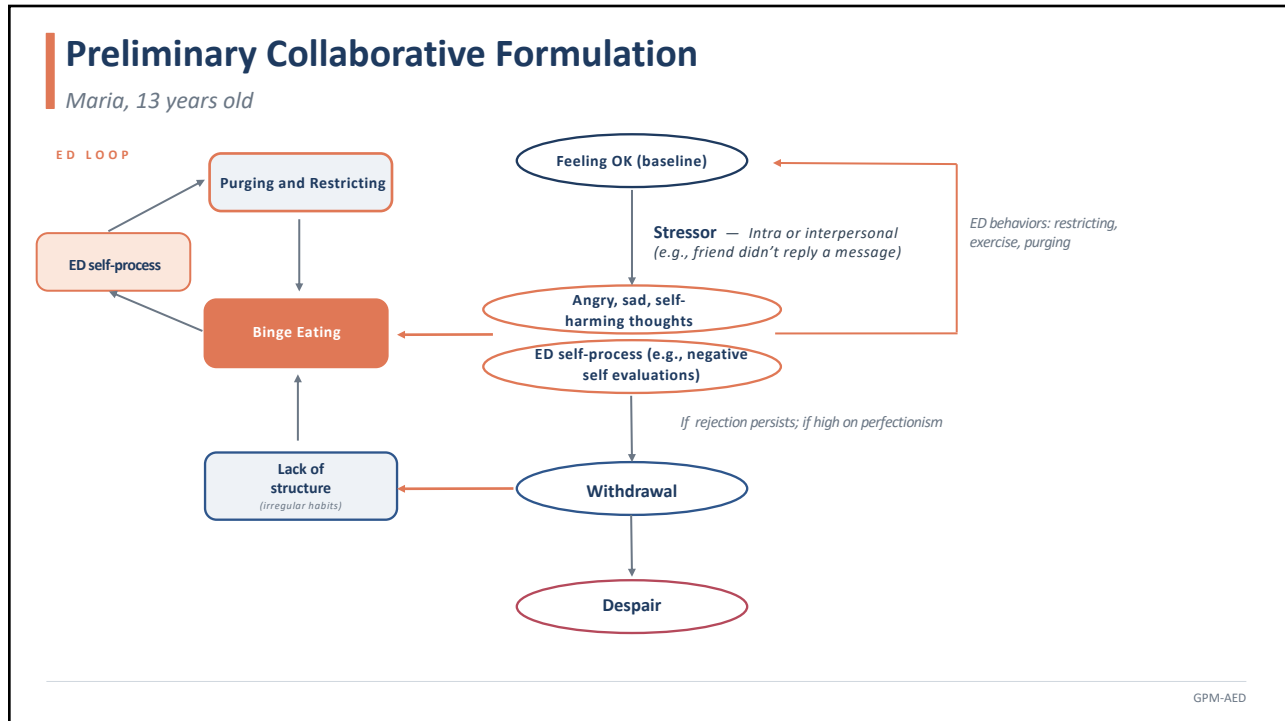 Preliminary Collaborative Formulation
Maria, 13 years old
ED LOOP
Purging and Restricting
ED self-process
Binge Eating
Lack of
structure
(irregular habits)
Feeling OK (baseline)
Stressor — Intra or interpersonal
(e.g., friend didn’t reply a message)
Angry, sad, self-
harming thoughts
ED self-process (e.g., negative
self evaluations)
If rejection persists; if high on perfectionism
Withdrawal
Despair
ED behaviors: restricting,
exercise, purging
GPM-AED